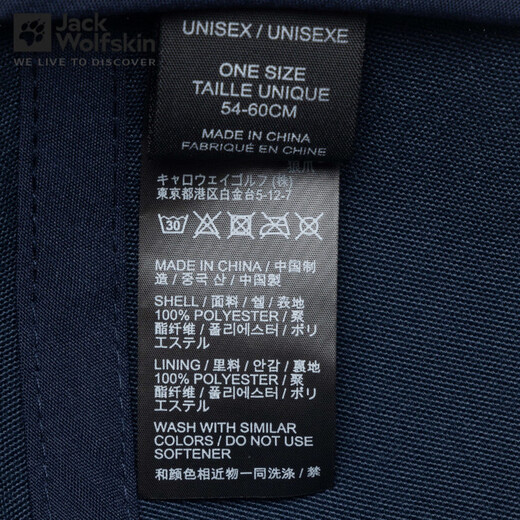 Jack
Wolfskin
WE LIVE TO DISCOVER
UNISEX / UNISEXE
ONE SIZE
TAILLE UNIQUE
54-60CM
MADE IN CHINA
FABRIQUÉ EN CHINE
キャロウェイゴルフ(株)
東京都港区白金台5-12-7
30
MADE IN CHINA / 中国制
造 / 중국 산 / 中国製
SHELL / 面料 / 쉘 / 表地
100% POLYESTER / 聚
酯纤维 / 폴리에스터 / ポリ
エステル
LINING / 里料 / 안감 / 裏地
100% POLYESTER / 聚
酯纤维 / 폴리에스터 / ポリ
エステル
WASH WITH SIMILAR
COLORS / DO NOT USE
SOFTENER
和颜色相近物一同洗涤 / 禁